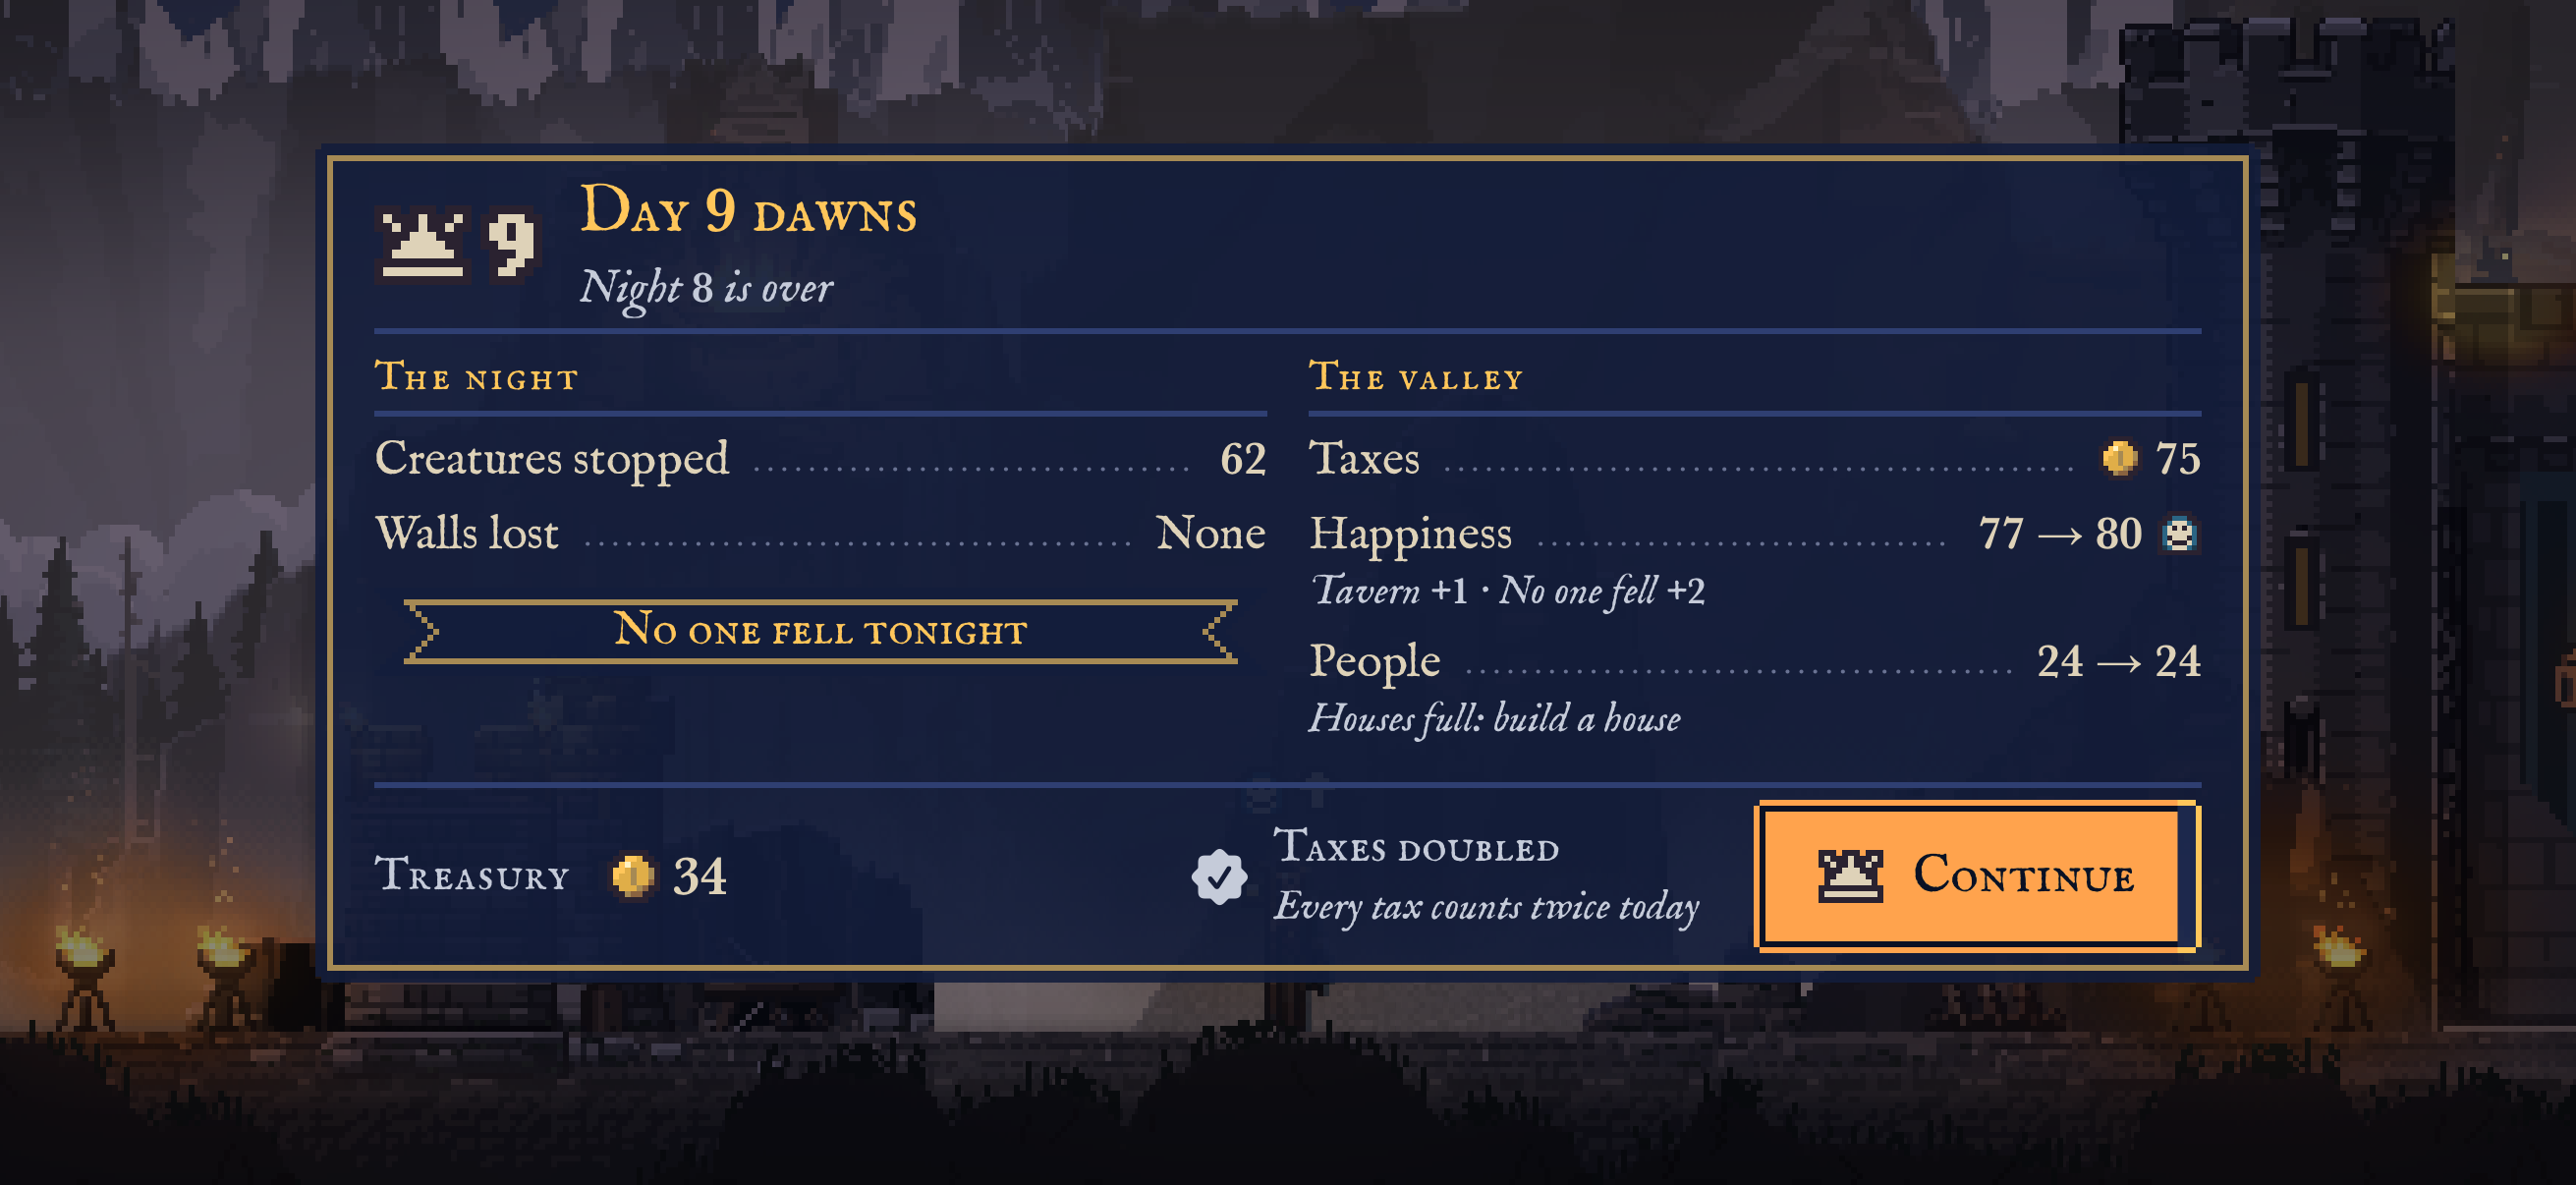 9
Day 9 dawns
Night 8 is over
The night
Creatures stopped 62
Walls lost None
No one fell tonight
The valley
Taxes 75
Happiness 77 → 80
Tavern +1 · No one fell +2
People 24 → 24
Houses full: build a house
Treasury 34
Taxes doubled
Every tax counts twice today
Continue